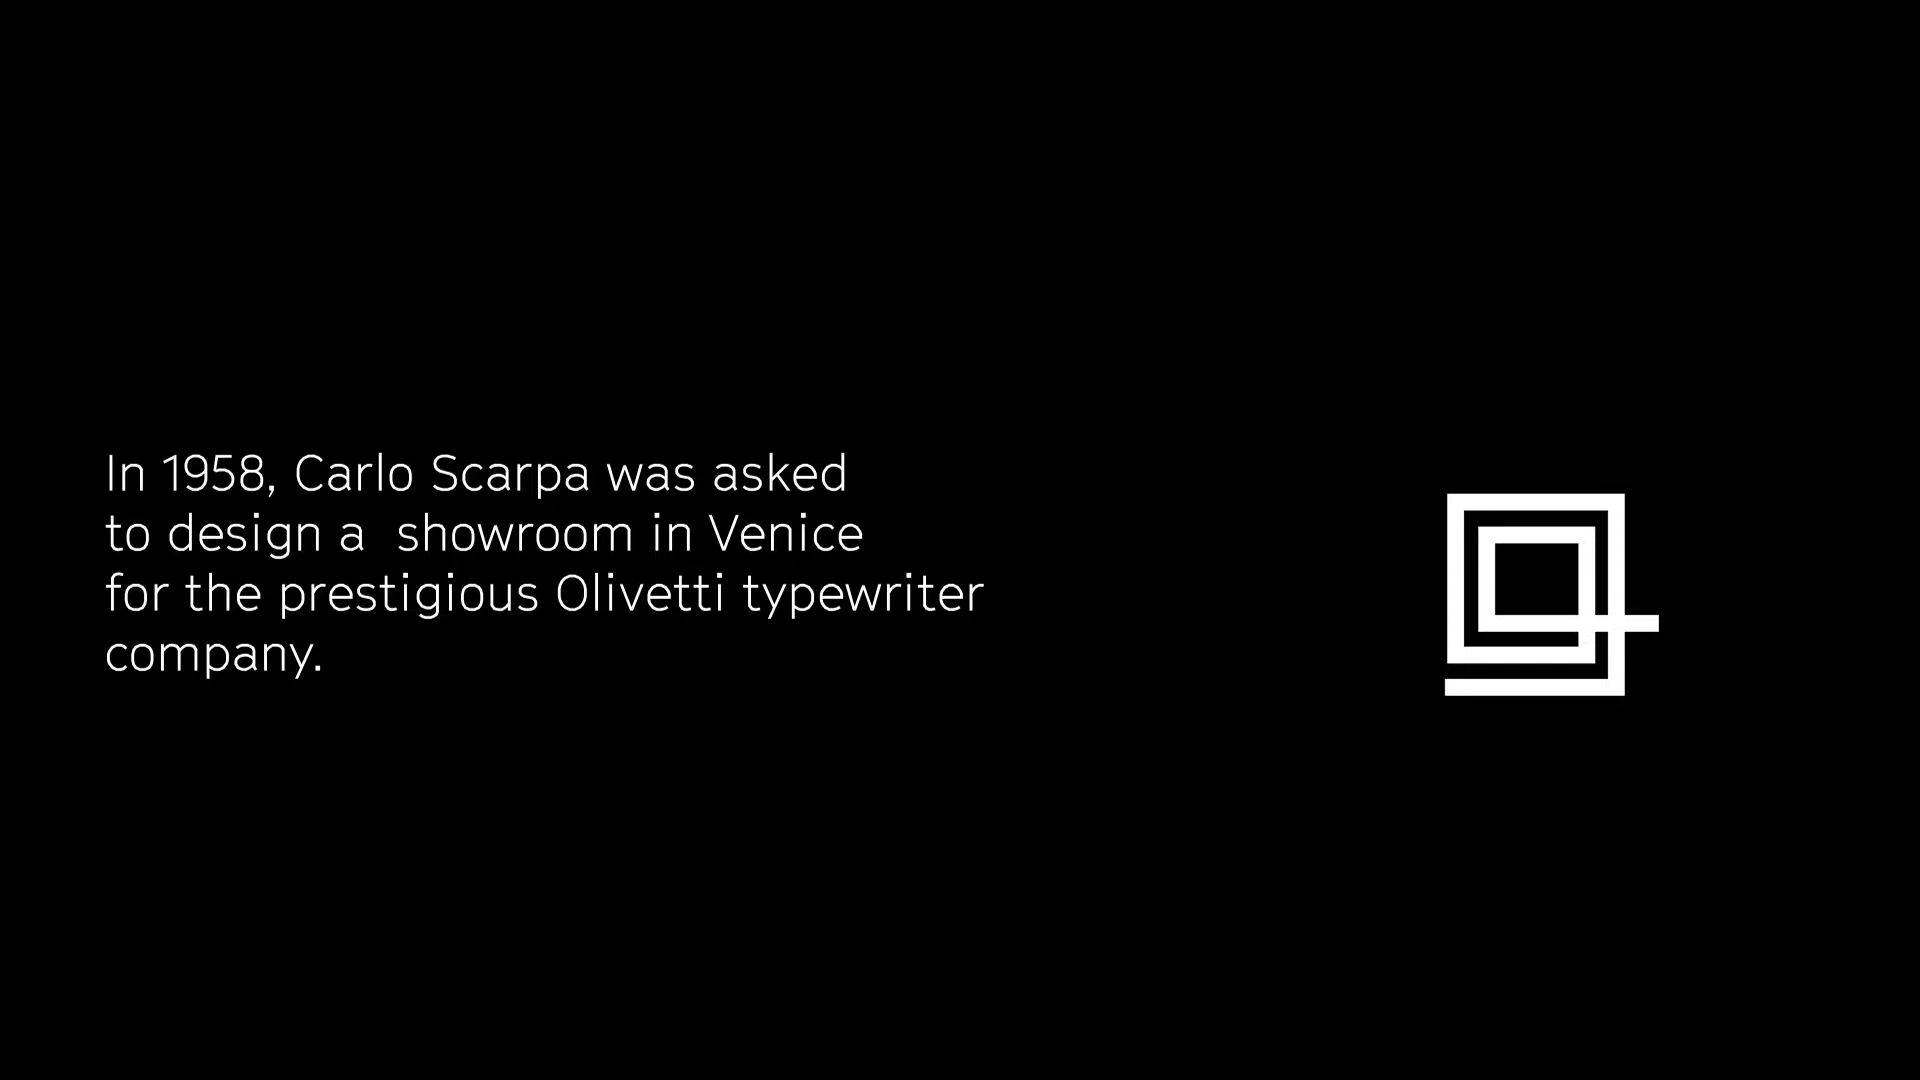 In 1958, Carlo Scarpa was asked
to design a  showroom in Venice
for the prestigious Olivetti typewriter
company.